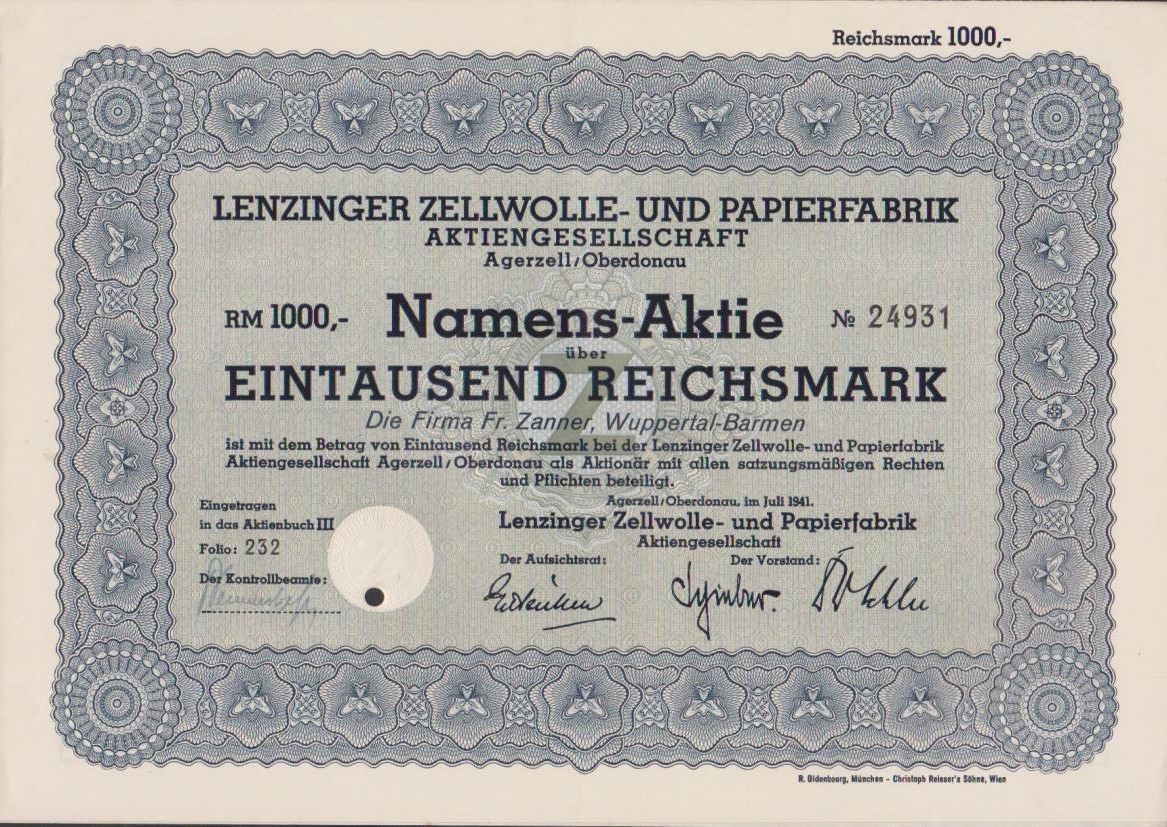 Reichsmark 1000,-
LENZINGER ZELLWOLLE- UND PAPIERFABRIK
AKTIENGESELLSCHAFT
Agerzell/Oberdonau
RM 1000,- Namens-Aktie № 24931
über
EINTAUSEND REICHSMARK
Die Firma Fr. Zanner, Wuppertal-Barmen
ist mit dem Betrag von Eintausend Reichsmark bei der Lenzinger Zellwolle- und Papierfabrik
Aktiengesellschaft Agerzell/Oberdonau als Aktionär mit allen satzungsmäßigen Rechten
und Pflichten beteiligt.
Eingetragen
in das Aktienbuch III
Folio: 232
Der Kontrollbeamte:
Agerzell/Oberdonau, im Juli 1941.
Lenzinger Zellwolle- und Papierfabrik
Aktiengesellschaft
Der Aufsichtsrat: Der Vorstand:
R. Oldenbourg, München - Christoph Reisser's Söhne, Wien